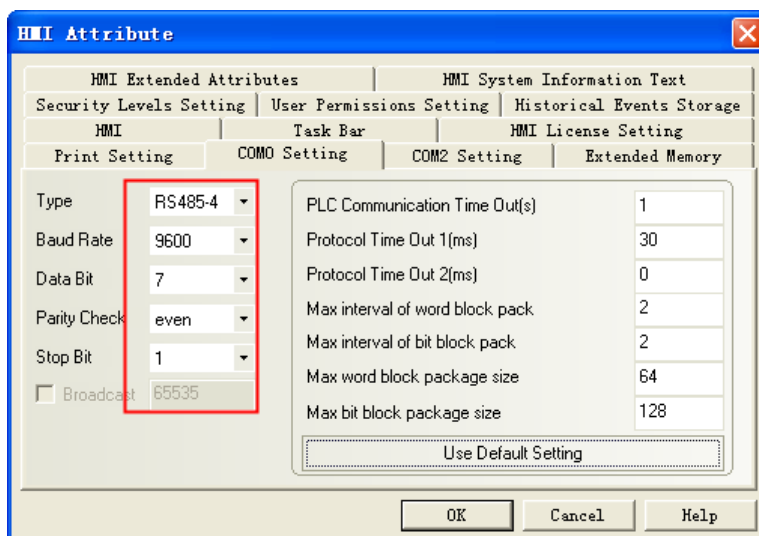 HMI Attribute
HMI Extended Attributes HMI System Information Text
Security Levels Setting User Permissions Setting Historical Events Storage
HMI Task Bar HMI License Setting
Print Setting COM0 Setting COM2 Setting Extended Memory
Type RS485-4
Baud Rate 9600
Data Bit 7
Parity Check even
Stop Bit 1
Broadcast 65535
PLC Communication Time Out(s) 1
Protocol Time Out 1(ms) 30
Protocol Time Out 2(ms) 0
Max interval of word block pack 2
Max interval of bit block pack 2
Max word block package size 64
Max bit block package size 128
Use Default Setting
OK Cancel Help